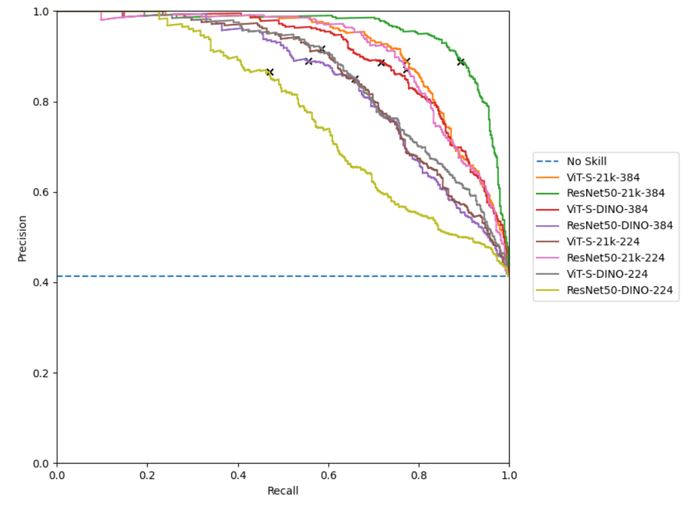 1.0
0.8
0.6
0.4
0.2
0.0
Precision
0.0 0.2 0.4 0.6 0.8 1.0
Recall
No Skill
ViT-S-21k-384
ResNet50-21k-384
ViT-S-DINO-384
ResNet50-DINO-384
ViT-S-21k-224
ResNet50-21k-224
ViT-S-DINO-224
ResNet50-DINO-224